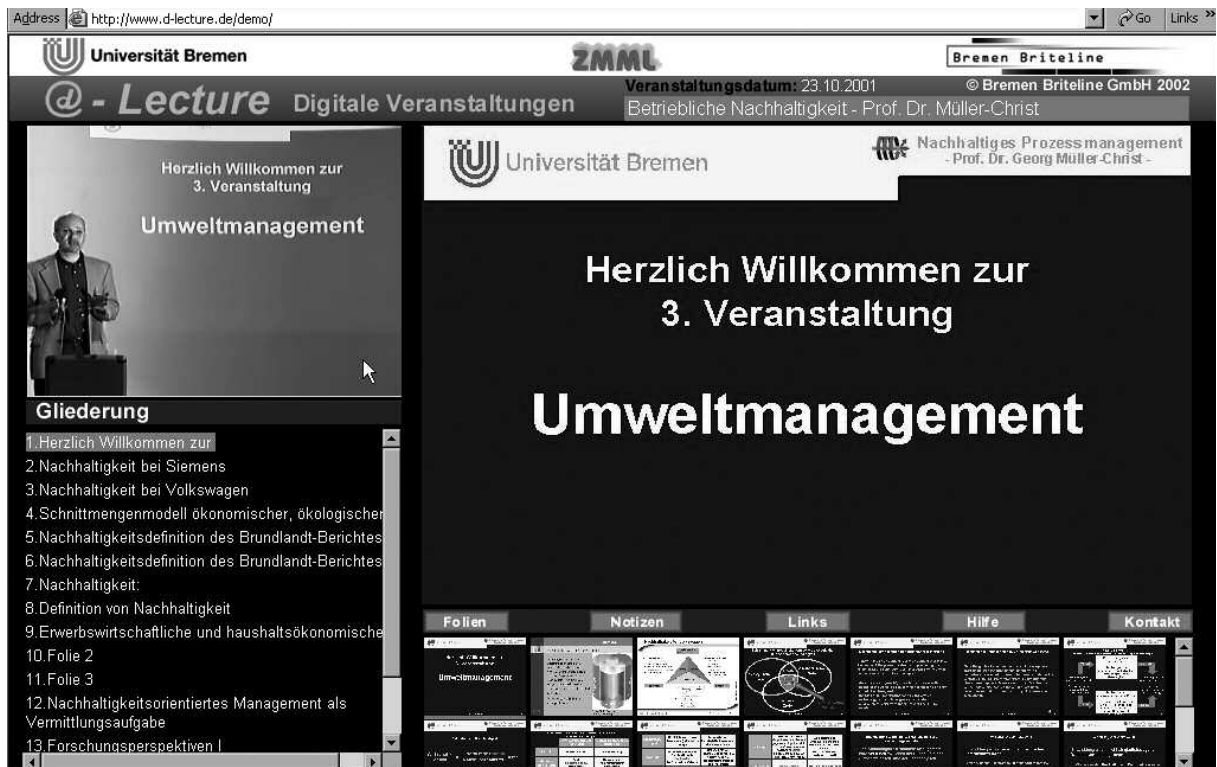 Address http://www.d-lecture.de/demo/ Go Links »
Universität Bremen ZMML Bremen Briteline
@ - Lecture Digitale Veranstaltungen
Veranstaltungsdatum: 23.10.2001 © Bremen Briteline GmbH 2002
Betriebliche Nachhaltigkeit - Prof. Dr. Müller-Christ
Herzlich Willkommen zur
3. Veranstaltung
Umweltmanagement
Gliederung
1.Herzlich Willkommen zur
2.Nachhaltigkeit bei Siemens
3.Nachhaltigkeit bei Volkswagen
4.Schnittmengenmodell ökonomischer, ökologischer
5.Nachhaltigkeitsdefinition des Brundlandt-Berichtes
6.Nachhaltigkeitsdefinition des Brundlandt-Berichtes
7.Nachhaltigkeit:
8.Definition von Nachhaltigkeit
9.Erwerbswirtschaftliche und haushaltsökonomische
10.Folie 2
11.Folie 3
12.Nachhaltigkeitsorientiertes Management als
Vermittlungsaufgabe
13.Forschungsperspektiven I
Universität Bremen
Nachhaltiges Prozessmanagement
- Prof. Dr. Georg Müller-Christ -
Herzlich Willkommen zur
3. Veranstaltung
Umweltmanagement
Folien Notizen Links Hilfe Kontakt
Umweltmanagement